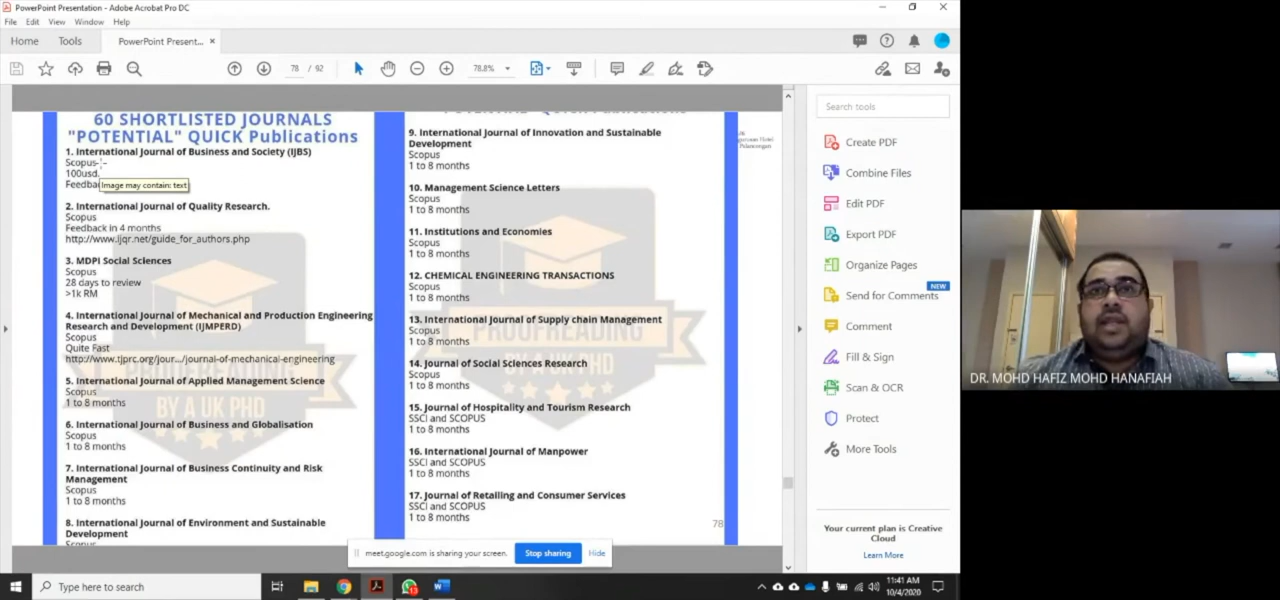 PowerPoint Presentation - Adobe Acrobat Pro DC
File Edit View Window Help
Home Tools PowerPoint Present... ×
78 / 92 78.8%
60 SHORTLISTED JOURNALS
"POTENTIAL" QUICK Publications
1. International Journal of Business and Society (IJBS)
Scopus--
100usd.
Image may contain: text
2. International Journal of Quality Research.
Scopus
Feedback in 4 months
http://www.ijqr.net/guide_for_authors.php
3. MDPI Social Sciences
Scopus
28 days to review
>1k RM
4. International Journal of Mechanical and Production Engineering
Research and Development (IJMPERD)
Scopus
Quite Fast
http://www.tjprc.org/jour.../journal-of-mechanical-engineering
5. International Journal of Applied Management Science
Scopus
1 to 8 months
6. International Journal of Business and Globalisation
Scopus
1 to 8 months
7. International Journal of Business Continuity and Risk
Management
Scopus
1 to 8 months
8. International Journal of Environment and Sustainable
Development
Scopus
PROOFREADING
BY A UK PHD
"POTENTIAL" QUICK Publications
9. International Journal of Innovation and Sustainable
Development
Scopus
1 to 8 months
10. Management Science Letters
Scopus
1 to 8 months
11. Institutions and Economies
Scopus
1 to 8 months
12. CHEMICAL ENGINEERING TRANSACTIONS
Scopus
1 to 8 months
13. International Journal of Supply chain Management
Scopus
1 to 8 months
14. Journal of Social Sciences Research
Scopus
1 to 8 months
15. Journal of Hospitality and Tourism Research
SSCI and SCOPUS
1 to 8 months
16. International Journal of Manpower
SSCI and SCOPUS
1 to 8 months
17. Journal of Retailing and Consumer Services
SSCI and SCOPUS
1 to 8 months
PROOFREADING
BY A UK PHD
78
Search tools
Create PDF
Combine Files
Edit PDF
Export PDF
Organize Pages
NEW
Send for Comments
Comment
Fill & Sign
Scan & OCR
Protect
More Tools
Your current plan is Creative
Cloud
Learn More
DR. MOHD HAFIZ MOHD HANAFIAH
meet.google.com is sharing your screen. Stop sharing Hide
Type here to search
11:41 AM
10/4/2020